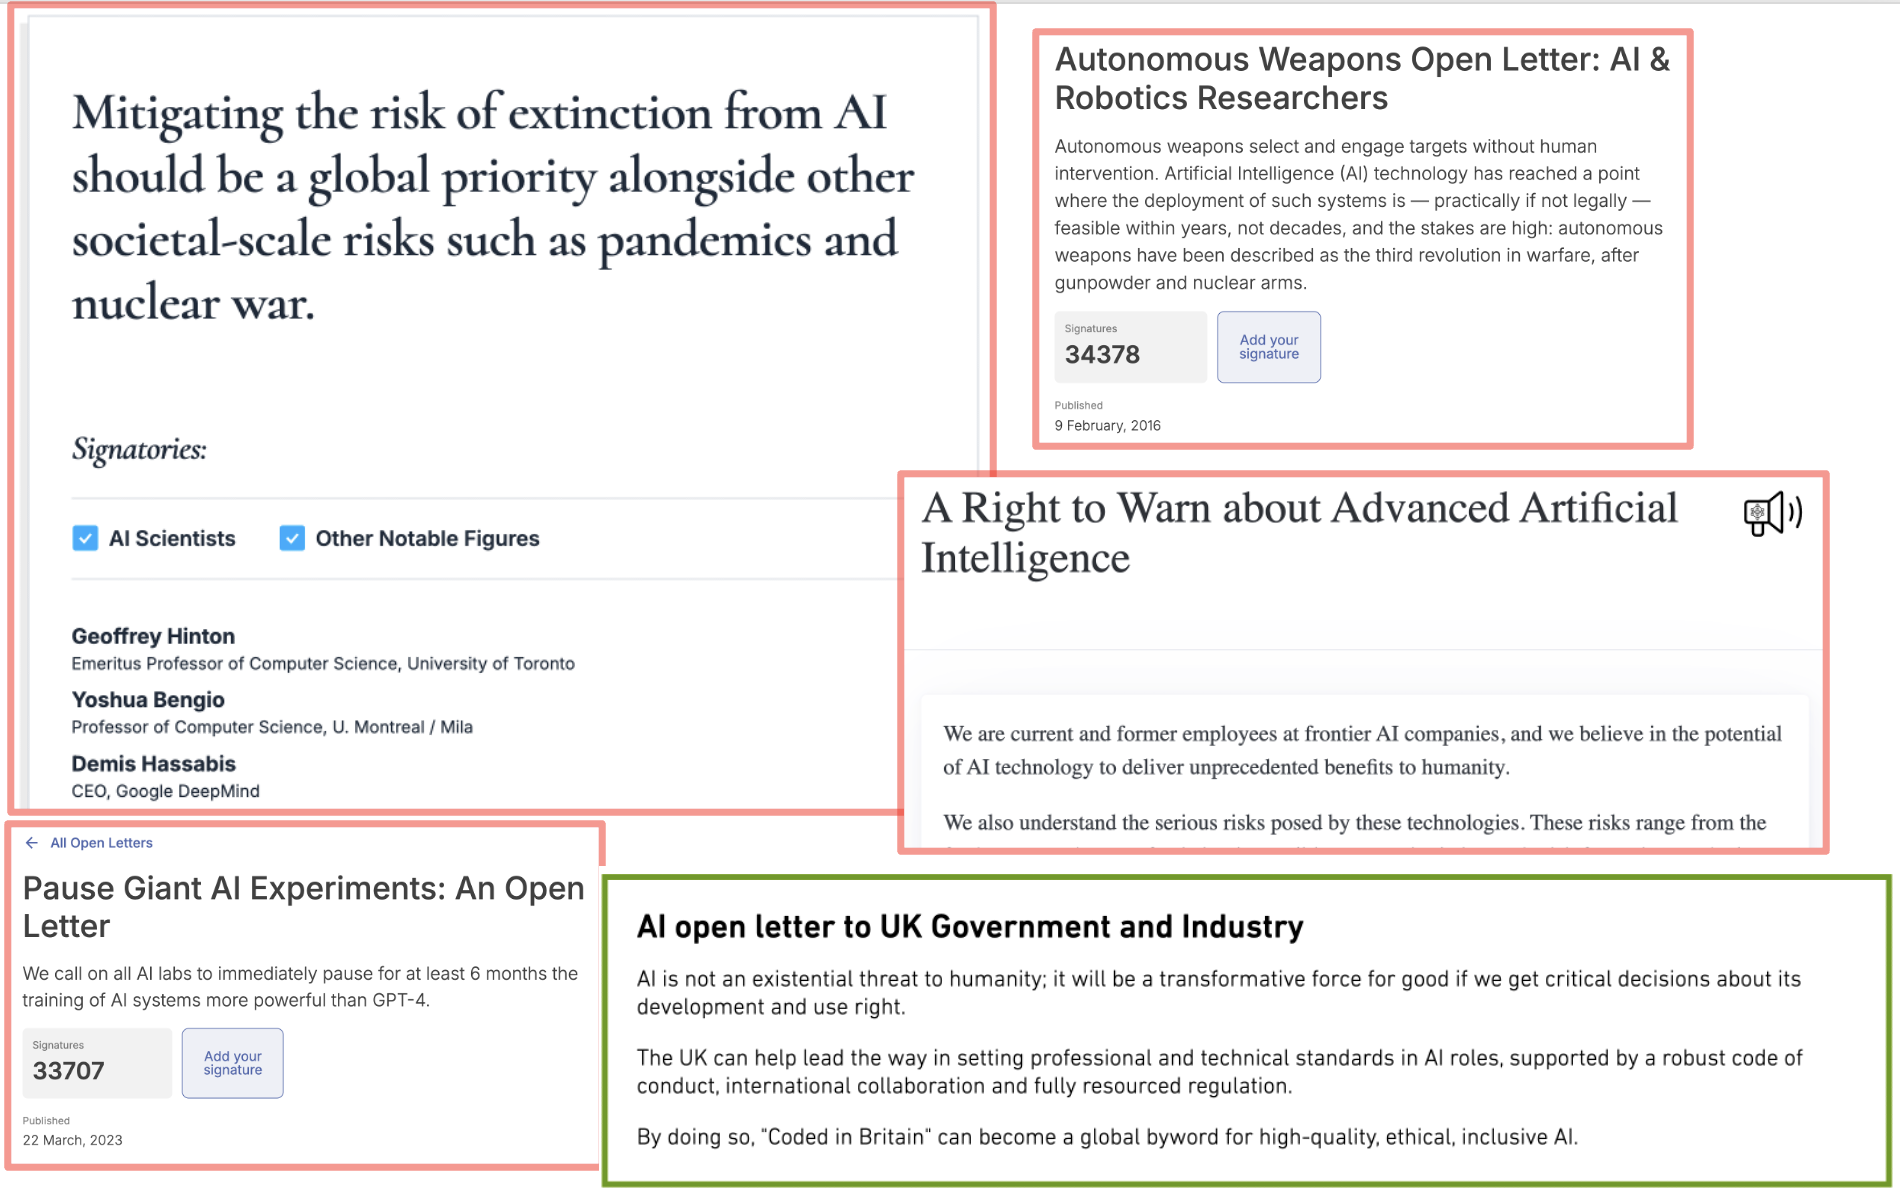 Mitigating the risk of extinction from AI
should be a global priority alongside other
societal-scale risks such as pandemics and
nuclear war.
Signatories:
AI Scientists
Other Notable Figures
Geoffrey Hinton
Emeritus Professor of Computer Science, University of Toronto
Yoshua Bengio
Professor of Computer Science, U. Montreal / Mila
Demis Hassabis
CEO, Google DeepMind
Autonomous Weapons Open Letter: AI &
Robotics Researchers
Autonomous weapons select and engage targets without human
intervention. Artificial Intelligence (AI) technology has reached a point
where the deployment of such systems is — practically if not legally —
feasible within years, not decades, and the stakes are high: autonomous
weapons have been described as the third revolution in warfare, after
gunpowder and nuclear arms.
Signatures
34378
Add your
signature
Published
9 February, 2016
A Right to Warn about Advanced Artificial
Intelligence
We are current and former employees at frontier AI companies, and we believe in the potential
of AI technology to deliver unprecedented benefits to humanity.
We also understand the serious risks posed by these technologies. These risks range from the
All Open Letters
Pause Giant AI Experiments: An Open
Letter
We call on all AI labs to immediately pause for at least 6 months the
training of AI systems more powerful than GPT-4.
Signatures
33707
Add your
signature
Published
22 March, 2023
AI open letter to UK Government and Industry
AI is not an existential threat to humanity; it will be a transformative force for good if we get critical decisions about its
development and use right.
The UK can help lead the way in setting professional and technical standards in AI roles, supported by a robust code of
conduct, international collaboration and fully resourced regulation.
By doing so, "Coded in Britain" can become a global byword for high-quality, ethical, inclusive AI.